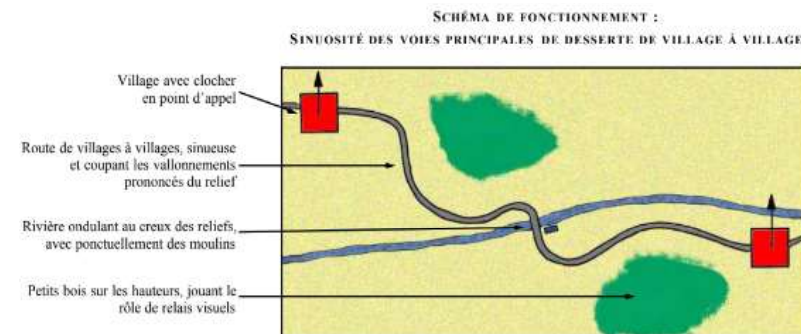 SCHÉMA DE FONCTIONNEMENT :
SINUOSITÉ DES VOIES PRINCIPALES DE DESSERTE DE VILLAGE À VILLAGE
Village avec clocher
en point d'appel
Route de villages à villages, sinueuse
et coupant les vallonnements
prononcés du relief
Rivière ondulant au creux des reliefs,
avec ponctuellement des moulins
Petits bois sur les hauteurs, jouant le
rôle de relais visuels